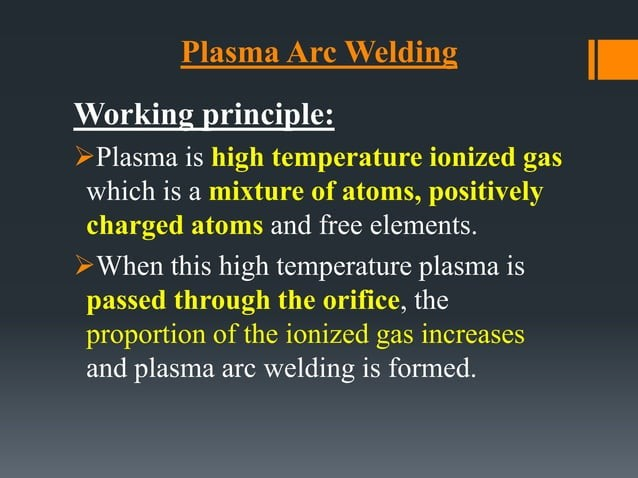 Plasma Arc Welding
Working principle:
➢Plasma is high temperature ionized gas
which is a mixture of atoms, positively
charged atoms and free elements.
➢When this high temperature plasma is
passed through the orifice, the
proportion of the ionized gas increases
and plasma arc welding is formed.